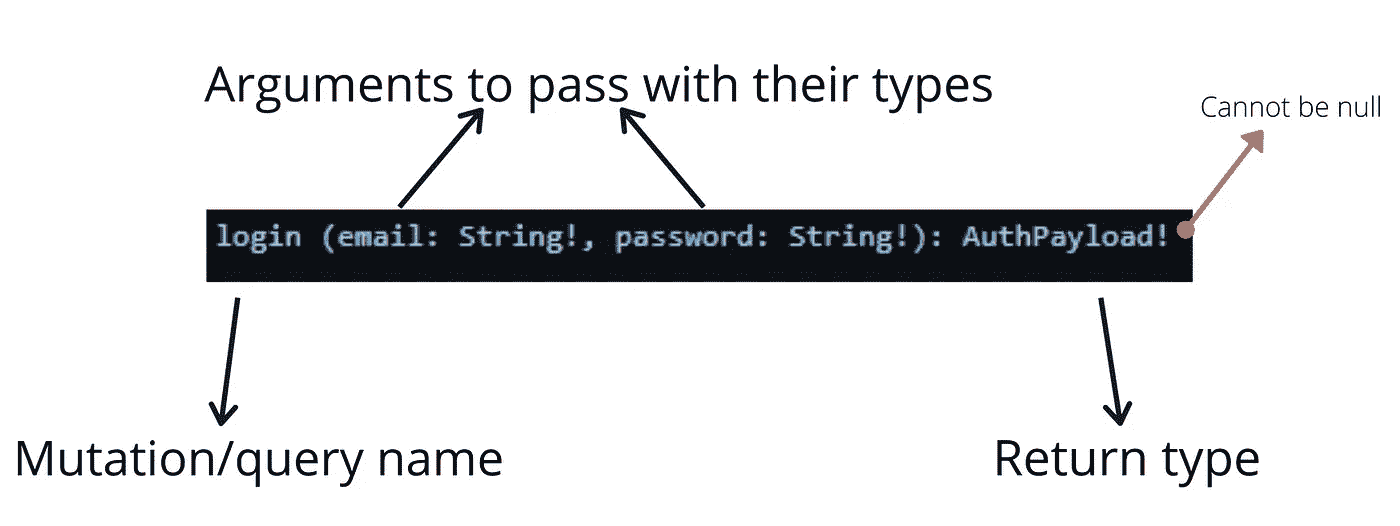 Arguments to pass with their types
Cannot be null
login (email: String!, password: String!): AuthPayload!
Mutation/query name
Return type